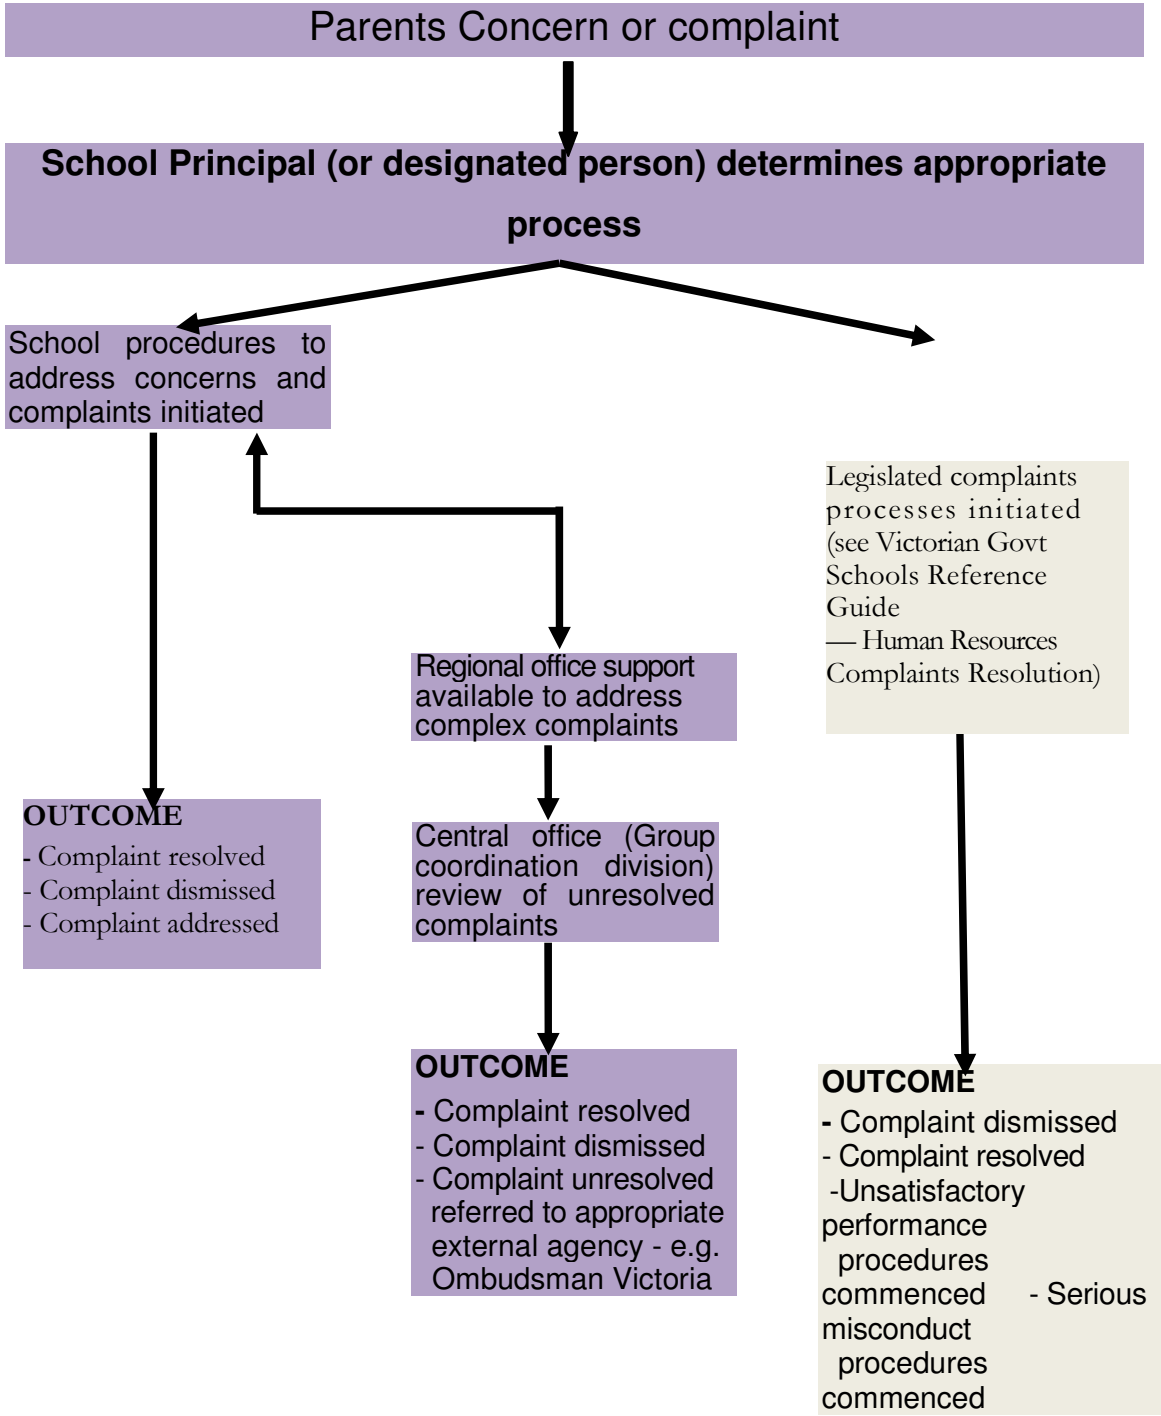 Parents Concern or complaint
School Principal (or designated person) determines appropriate
process
School procedures to
address concerns and
complaints initiated
Legislated complaints
processes initiated
(see Victorian Govt
Schools Reference
Guide
— Human Resources
Complaints Resolution)
Regional office support
available to address
complex complaints
OUTCOME
- Complaint resolved
- Complaint dismissed
- Complaint addressed
Central office (Group
coordination division)
review of unresolved
complaints
OUTCOME
- Complaint resolved
- Complaint dismissed
- Complaint unresolved
referred to appropriate
external agency - e.g.
Ombudsman Victoria
OUTCOME
- Complaint dismissed
- Complaint resolved
-Unsatisfactory
performance
procedures
commenced - Serious
misconduct
procedures
commenced